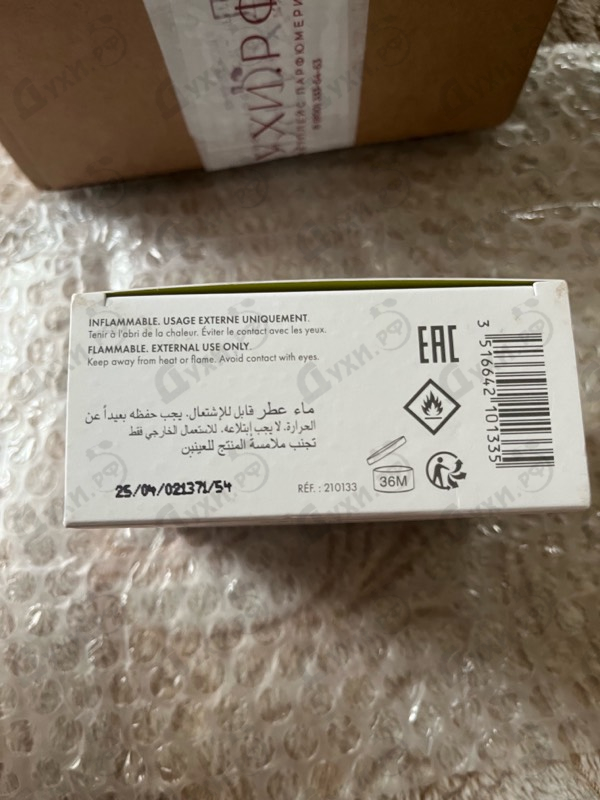 ДУХИ.РФ
INFLAMMABLE. USAGE EXTERNE UNIQUEMENT.
Tenir à l'abri de la chaleur. Éviter le contact avec les yeux.
FLAMMABLE. EXTERNAL USE ONLY.
Keep away from heat or flame. Avoid contact with eyes.
EAC
ماء عطر قابل للإشتعال. يجب حفظه بعيداً عن
الحرارة. لا يجب إبتلاعه. للاستعمال الخارجي فقط
تجنب ملامسة المنتج للعينين
25/04/021371/54
RÉF. : 210133
36M
3 516642 101335